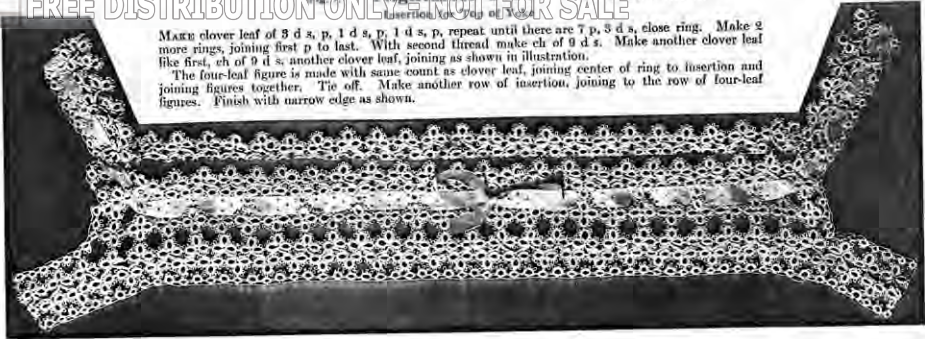 FREE DISTRIBUTION ONLY - NOT FOR SALE
Insertion for Top of Yoke
MAKE clover leaf of 3 d s, p, 1 d s, p, 1 d s, p, repeat until there are 7 p, 3 d s, close ring. Make 2
more rings, joining first p to last. With second thread make ch of 9 d s. Make another clover leaf
like first, ch of 9 d s, another clover leaf, joining as shown in illustration.
The four-leaf figure is made with same count as clover leaf, joining center of ring to insertion and
joining figures together. Tie off. Make another row of insertion, joining to the row of four-leaf
figures. Finish with narrow edge as shown.